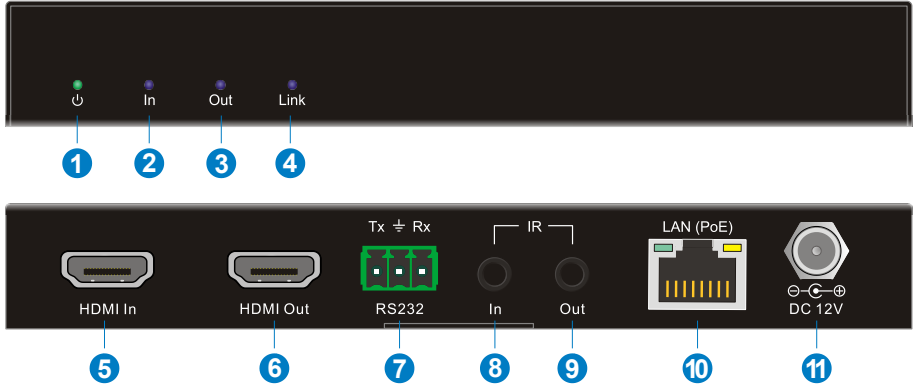 In Out Link
1 2 3 4
Tx Rx IR LAN (PoE)
HDMI In HDMI Out RS232 In Out DC 12V
5 6 7 8 9 10 11